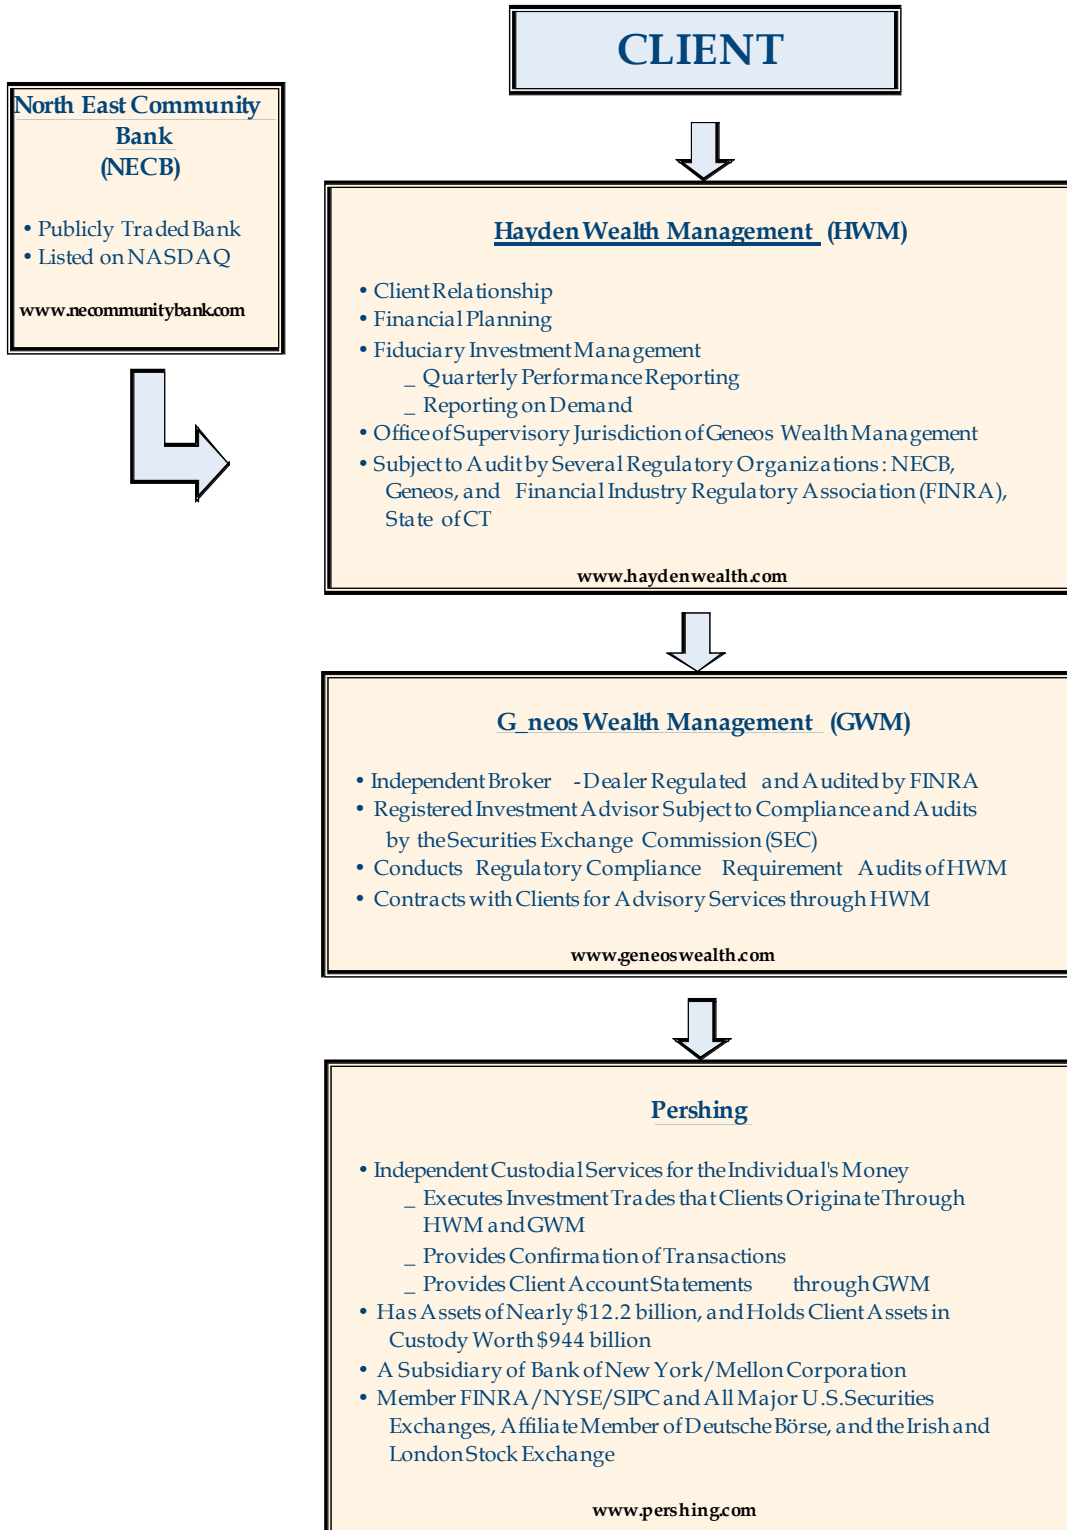 CLIENT
North East Community
Bank
(NECB)
• Publicly Traded Bank
• Listed on NASDAQ
www.necommunitybank.com
Hayden Wealth Management (HWM)
• Client Relationship
• Financial Planning
• Fiduciary Investment Management
_ Quarterly Performance Reporting
_ Reporting on Demand
• Office of Supervisory Jurisdiction of Geneos Wealth Management
• Subject to Audit by Several Regulatory Organizations: NECB,
Geneos, and Financial Industry Regulatory Association (FINRA),
State of CT
www.haydenwealth.com
G_neos Wealth Management (GWM)
• Independent Broker -Dealer Regulated and Audited by FINRA
• Registered Investment Advisor Subject to Compliance and Audits
by the Securities Exchange Commission (SEC)
• Conducts Regulatory Compliance Requirement Audits of HWM
• Contracts with Clients for Advisory Services through HWM
www.geneoswealth.com
Pershing
• Independent Custodial Services for the Individual's Money
_ Executes Investment Trades that Clients Originate Through
HWM and GWM
_ Provides Confirmation of Transactions
_ Provides Client Account Statements through GWM
• Has Assets of Nearly $12.2 billion, and Holds Client Assets in
Custody Worth $944 billion
• A Subsidiary of Bank of New York/Mellon Corporation
• Member FINRA/NYSE/SIPC and All Major U.S. Securities
Exchanges, Affiliate Member of Deutsche Börse, and the Irish and
London Stock Exchange
www.pershing.com